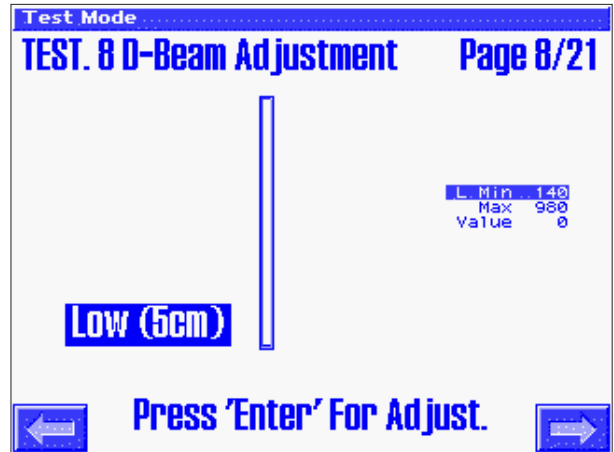 Test Mode
TEST. 8 D-Beam Adjustment Page 8/21
L.Min 140
Max 980
Value 0
Low (5cm)
Press 'Enter' For Adjust.